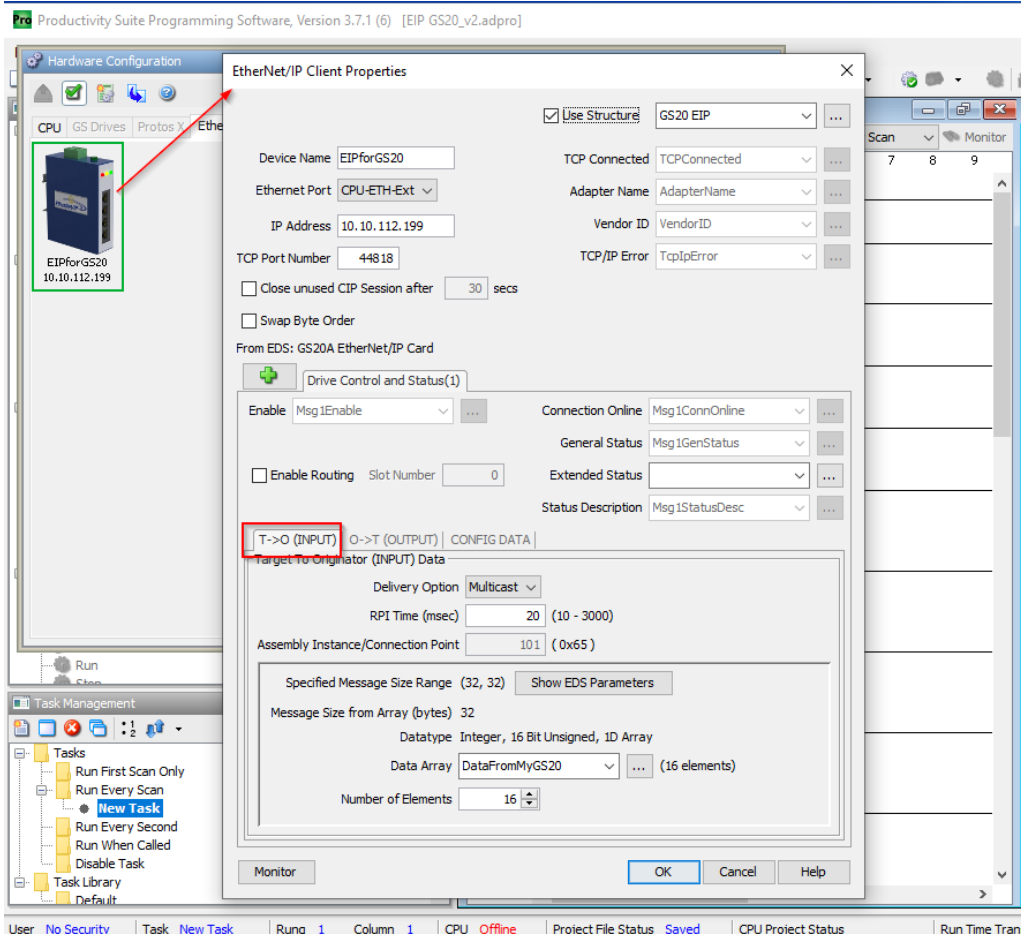 Pro Productivity Suite Programming Software, Version 3.7.1 (6) [EIP GS20_v2.adpro]
Hardware Configuration
CPU GS Drives Protos X Ethe
EIPforGS20
10.10.112.199
EtherNet/IP Client Properties
Use Structure GS20 EIP ...
Device Name EIPforGS20 TCP Connected TCPConnected ...
Ethernet Port CPU-ETH-Ext Adapter Name AdapterName ...
IP Address 10.10.112.199 Vendor ID VendorID ...
TCP Port Number 44818 TCP/IP Error TcpIpError ...
Close unused CIP Session after 30 secs
Swap Byte Order
From EDS: GS20A EtherNet/IP Card
Drive Control and Status(1)
Enable Msg1Enable ... Connection Online Msg1ConnOnline ...
General Status Msg1GenStatus ...
Enable Routing Slot Number 0 Extended Status ...
Status Description Msg1StatusDesc ...
T->O (INPUT) O->T (OUTPUT) CONFIG DATA
Target To Originator (INPUT) Data
Delivery Option Multicast
RPI Time (msec) 20 (10 - 3000)
Assembly Instance/Connection Point 101 (0x65)
Specified Message Size Range (32, 32) Show EDS Parameters
Message Size from Array (bytes) 32
Datatype Integer, 16 Bit Unsigned, 1D Array
Data Array DataFromMyGS20 ... (16 elements)
Number of Elements 16
Monitor OK Cancel Help
Scan Monitor
7 8 9
Run
Stop
Task Management
Tasks
Run First Scan Only
Run Every Scan
New Task
Run Every Second
Run When Called
Disable Task
Task Library
Default
User No Security Task New Task Rung 1 Column 1 CPU Offline Project File Status Saved CPU Project Status Run Time Tran